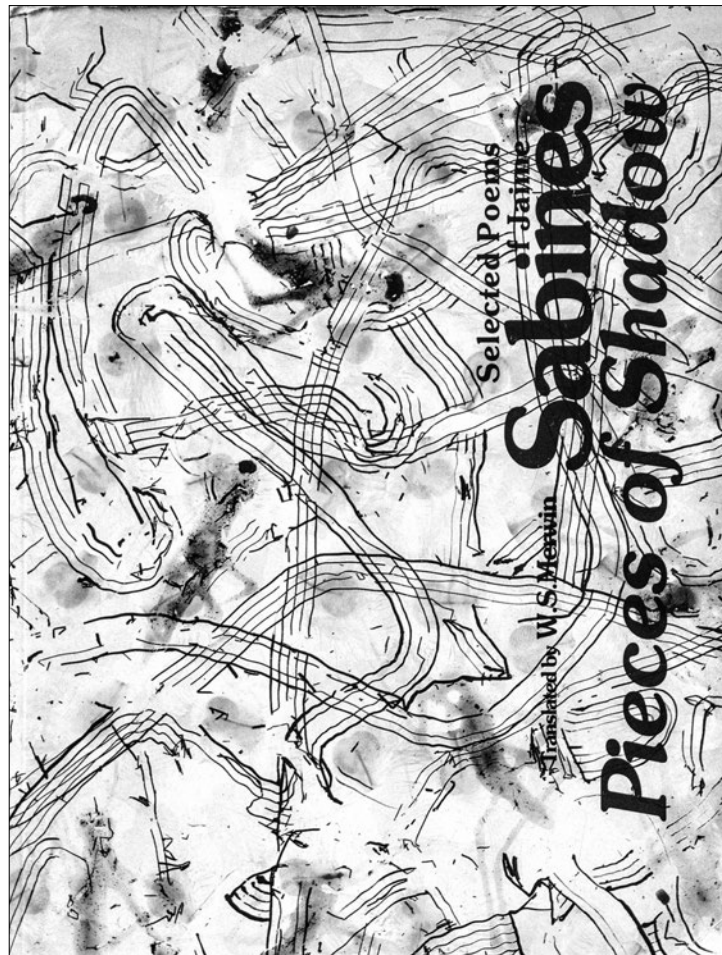 Selected Poems
of Jaime
Sabines
Translated by W.S.Merwin
Pieces of Shadow